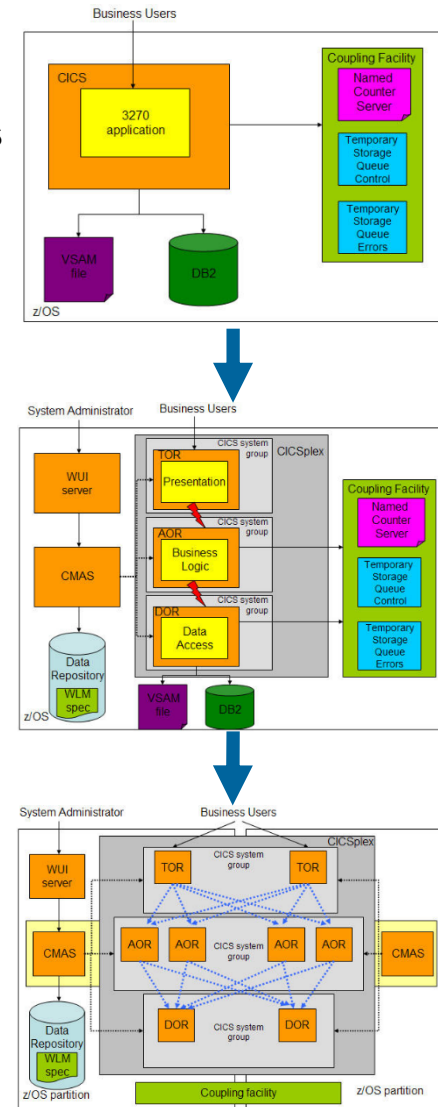 Business Users
CICS
3270
application
Coupling Facility
Named
Counter
Server
Temporary
Storage
Queue
Control
Temporary
Storage
Queue
Errors
VSAM
file
DB2
z/OS
System Administrator
Business Users
WUI
server
CMAS
Data
Repository
WLM
spec
z/OS
CICS system
group
CICSplex
TOR
Presentation
CICS system
group
AOR
Business
Logic
CICS system
group
DOR
Data
Access
VSAM
file
DB2
Coupling Facility
Named
Counter
Server
Temporary
Storage
Queue
Control
Temporary
Storage
Queue
Errors
System Administrator
Business Users
CICSplex
WUI
server
TOR
CICS system
group
TOR
CMAS
AOR
AOR
CICS system
group
AOR
AOR
CMAS
Data
Repository
WLM
spec
DOR
CICS system
group
DOR
z/OS partition
Coupling facility
z/OS partition